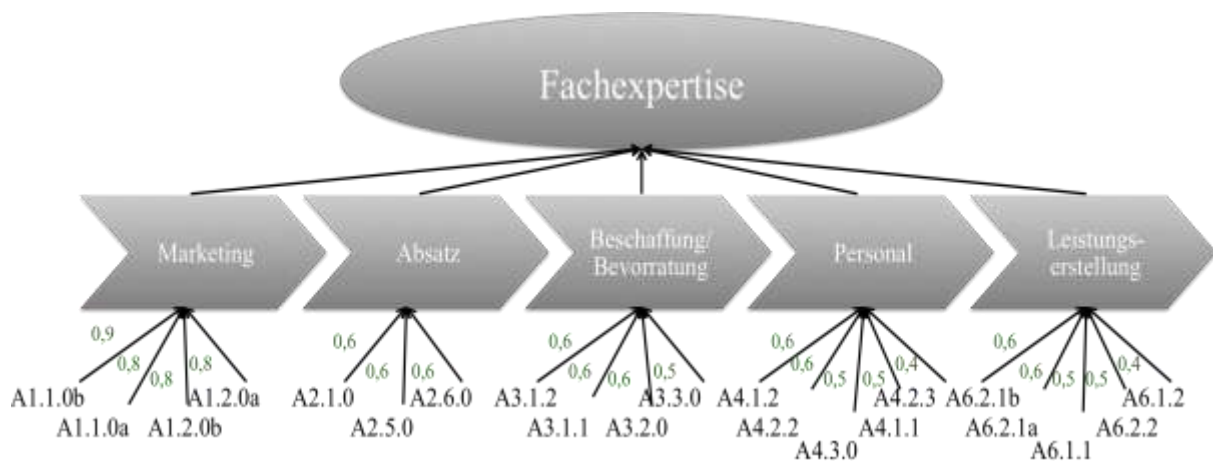 Fachexpertise
Marketing
Absatz
Beschaffung/
Bevorratung
Personal
Leistungs-
erstellung
0,9
0,8
0,8
0,8
0,6
0,6
0,6
0,6
0,6
0,6
0,5
0,6
0,6
0,5
0,5
0,4
0,6
0,6
0,5
0,5
0,4
A1.1.0b
A1.1.0a
A1.2.0b
A1.2.0a
A2.1.0
A2.5.0
A2.6.0
A3.1.2
A3.1.1
A3.2.0
A3.3.0
A4.1.2
A4.2.2
A4.3.0
A4.1.1
A4.2.3
A6.2.1b
A6.2.1a
A6.1.1
A6.2.2
A6.1.2